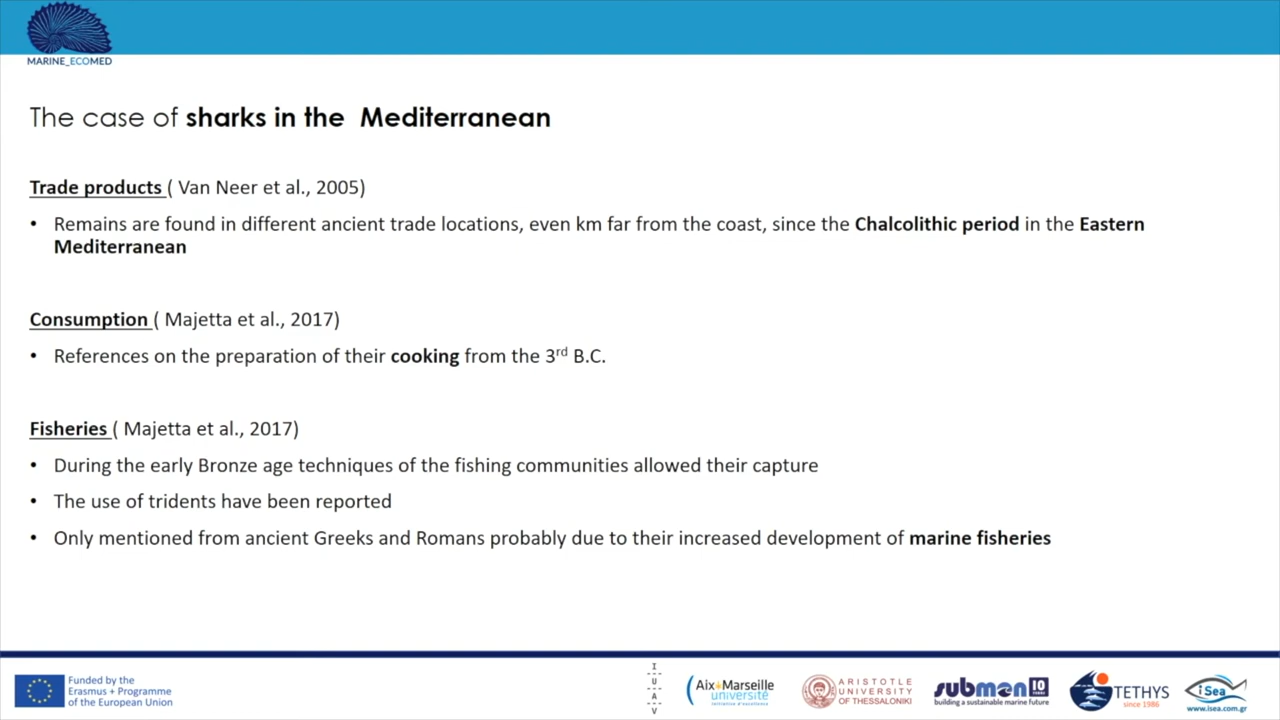 MARINE_ECOMED
The case of sharks in the Mediterranean
Trade products ( Van Neer et al., 2005)
• Remains are found in different ancient trade locations, even km far from the coast, since the Chalcolithic period in the Eastern
Mediterranean
Consumption ( Majetta et al., 2017)
• References on the preparation of their cooking from the 3rd B.C.
Fisheries ( Majetta et al., 2017)
• During the early Bronze age techniques of the fishing communities allowed their capture
• The use of tridents have been reported
• Only mentioned from ancient Greeks and Romans probably due to their increased development of marine fisheries
Funded by the
Erasmus + Programme
of the European Union
I
U
A
V
Aix+Marseille
université
initiative d'excellence
ARISTOTLE
UNIVERSITY
OF THESSALONIKI
submon 10
building a sustainable marine future
TETHYS
since 1986
iSea
www.isea.com.gr